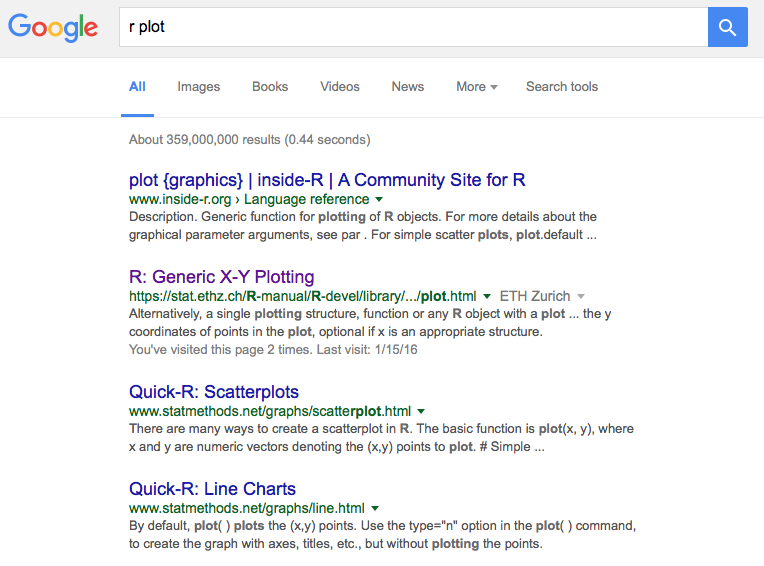 Google r plot
All Images Books Videos News More Search tools
About 359,000,000 results (0.44 seconds)
plot {graphics} | inside-R | A Community Site for R
www.inside-r.org › Language reference
Description. Generic function for plotting of R objects. For more details about the
graphical parameter arguments, see par . For simple scatter plots, plot.default ...
R: Generic X-Y Plotting
https://stat.ethz.ch/R-manual/R-devel/library/.../plot.html ETH Zurich
Alternatively, a single plotting structure, function or any R object with a plot ... the y
coordinates of points in the plot, optional if x is an appropriate structure.
You've visited this page 2 times. Last visit: 1/15/16
Quick-R: Scatterplots
www.statmethods.net/graphs/scatterplot.html
There are many ways to create a scatterplot in R. The basic function is plot(x, y), where
x and y are numeric vectors denoting the (x,y) points to plot. # Simple ...
Quick-R: Line Charts
www.statmethods.net/graphs/line.html
By default, plot( ) plots the (x,y) points. Use the type="n" option in the plot( ) command,
to create the graph with axes, titles, etc., but without plotting the points.